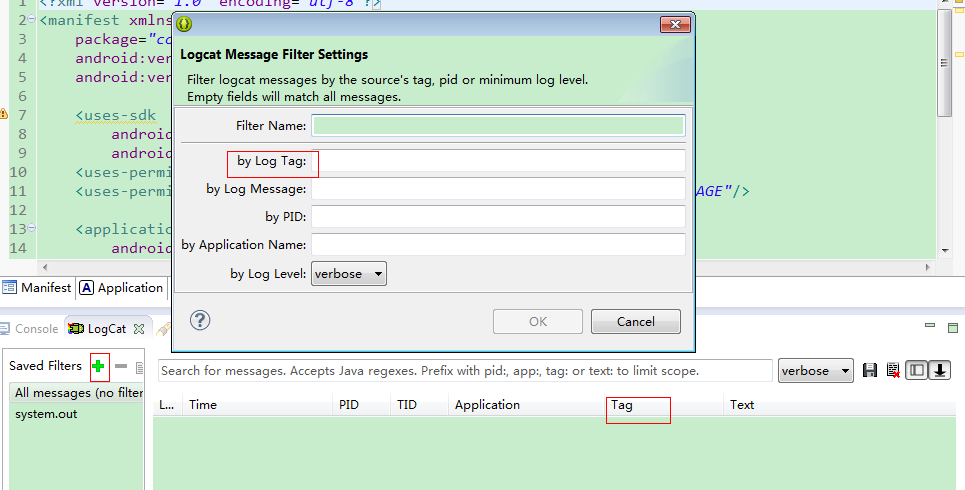 1 <?xml version="1.0" encoding="utf-8"?>
2 <manifest xmlns
3 package="co
4 android:ver
5 android:ver
7 <uses-sdk
8 android
9 android
10 <uses-permi
11 <uses-permi AGE"/>
12
13 <applicatio
14 android
Logcat Message Filter Settings
Filter logcat messages by the source's tag, pid or minimum log level.
Empty fields will match all messages.
Filter Name:
by Log Tag:
by Log Message:
by PID:
by Application Name:
by Log Level: verbose
? OK Cancel
Manifest A Application
Console LogCat
Saved Filters
Search for messages. Accepts Java regexes. Prefix with pid:, app:, tag: or text: to limit scope. verbose
All messages (no filter
L... Time PID TID Application Tag Text
system.out